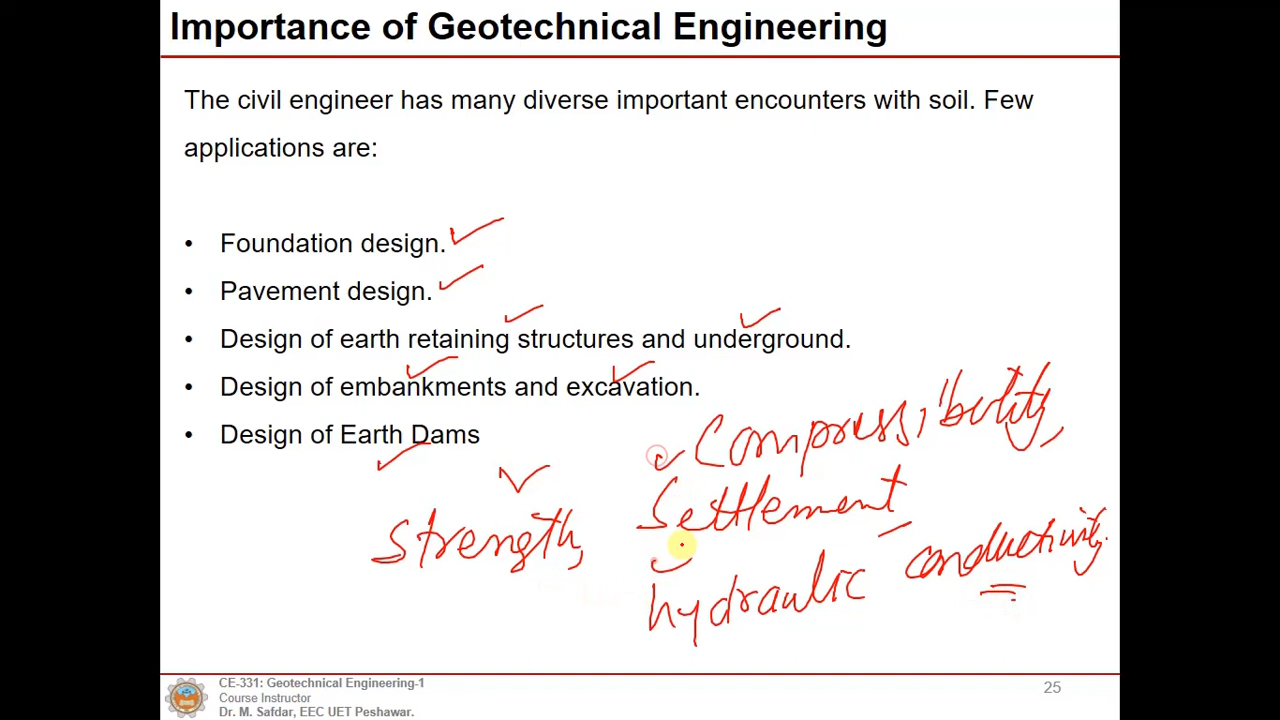 Importance of Geotechnical Engineering
The civil engineer has many diverse important encounters with soil. Few
applications are:
• Foundation design.
• Pavement design.
• Design of earth retaining structures and underground.
• Design of embankments and excavation.
• Design of Earth Dams
Compressibility,
Settlement
Strength,
hydraulic conductivity.
CE-331: Geotechnical Engineering-1
Course Instructor
Dr. M. Safdar, EEC UET Peshawar.
25